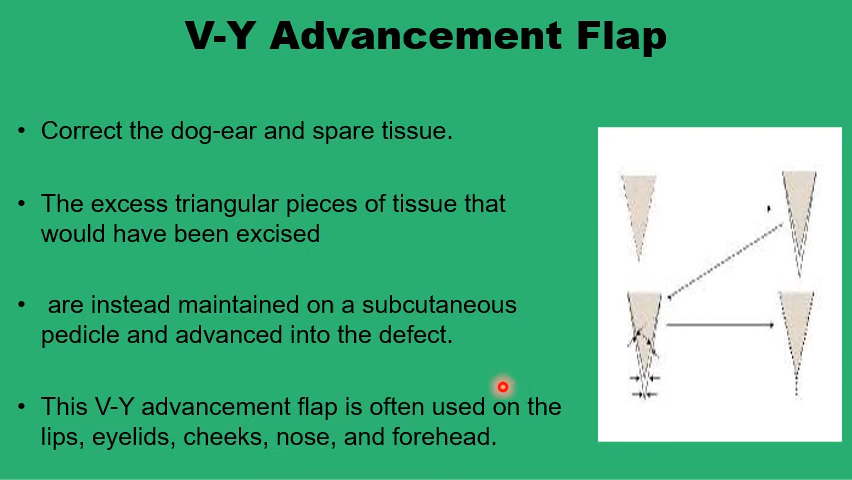 V-Y Advancement Flap
• Correct the dog-ear and spare tissue.
• The excess triangular pieces of tissue that
would have been excised
• are instead maintained on a subcutaneous
pedicle and advanced into the defect.
• This V-Y advancement flap is often used on the
lips, eyelids, cheeks, nose, and forehead.